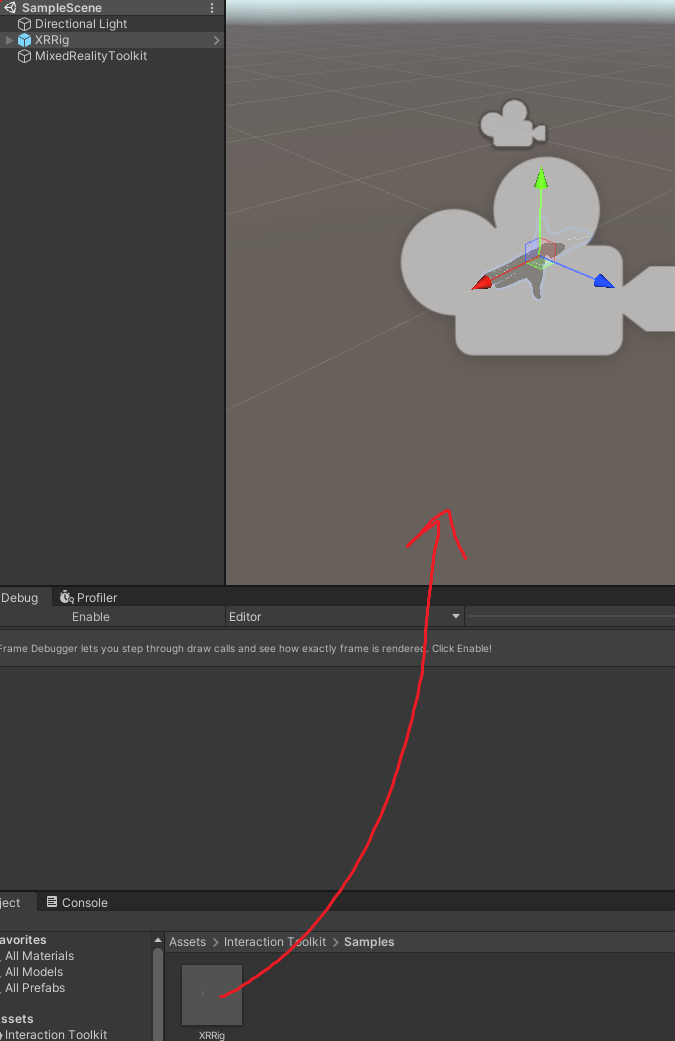 SampleScene
Directional Light
XRRig
MixedRealityToolkit
Debug
Profiler
Enable
Editor
Frame Debugger lets you step through draw calls and see how exactly frame is rendered. Click Enable!
ject
Console
avorites
All Materials
All Models
All Prefabs
ssets
Interaction Toolkit
Assets > Interaction Toolkit > Samples
XRRig